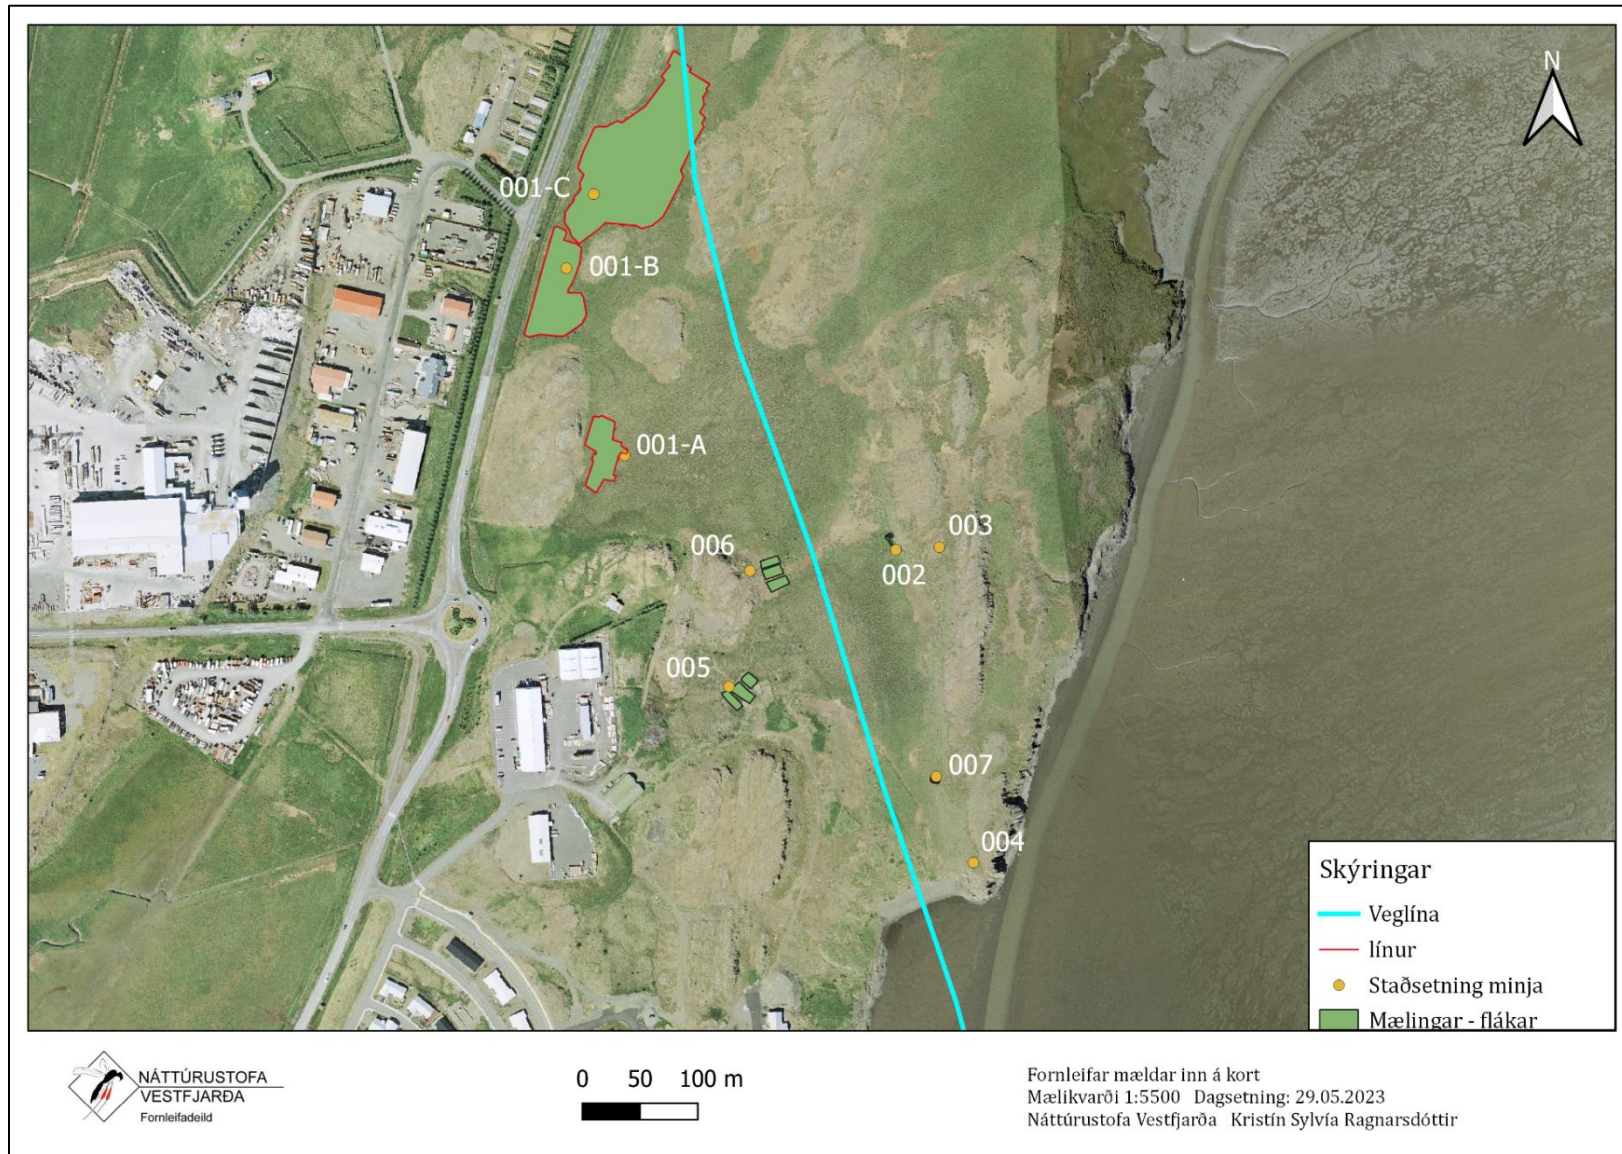 N
001-C
001-B
001-A
006
003
002
005
007
004
Skýringar
Veglína
línur
Staðsetning minja
Mælingar - flákar
NÁTTÚRUSTOFA
VESTFJARÐA
Fornleifadeild
0 50 100 m
Fornleifar mældar inn á kort
Mælikvarði 1:5500 Dagsetning: 29.05.2023
Náttúrustofa Vestfjarða Kristín Sylvía Ragnarsdóttir